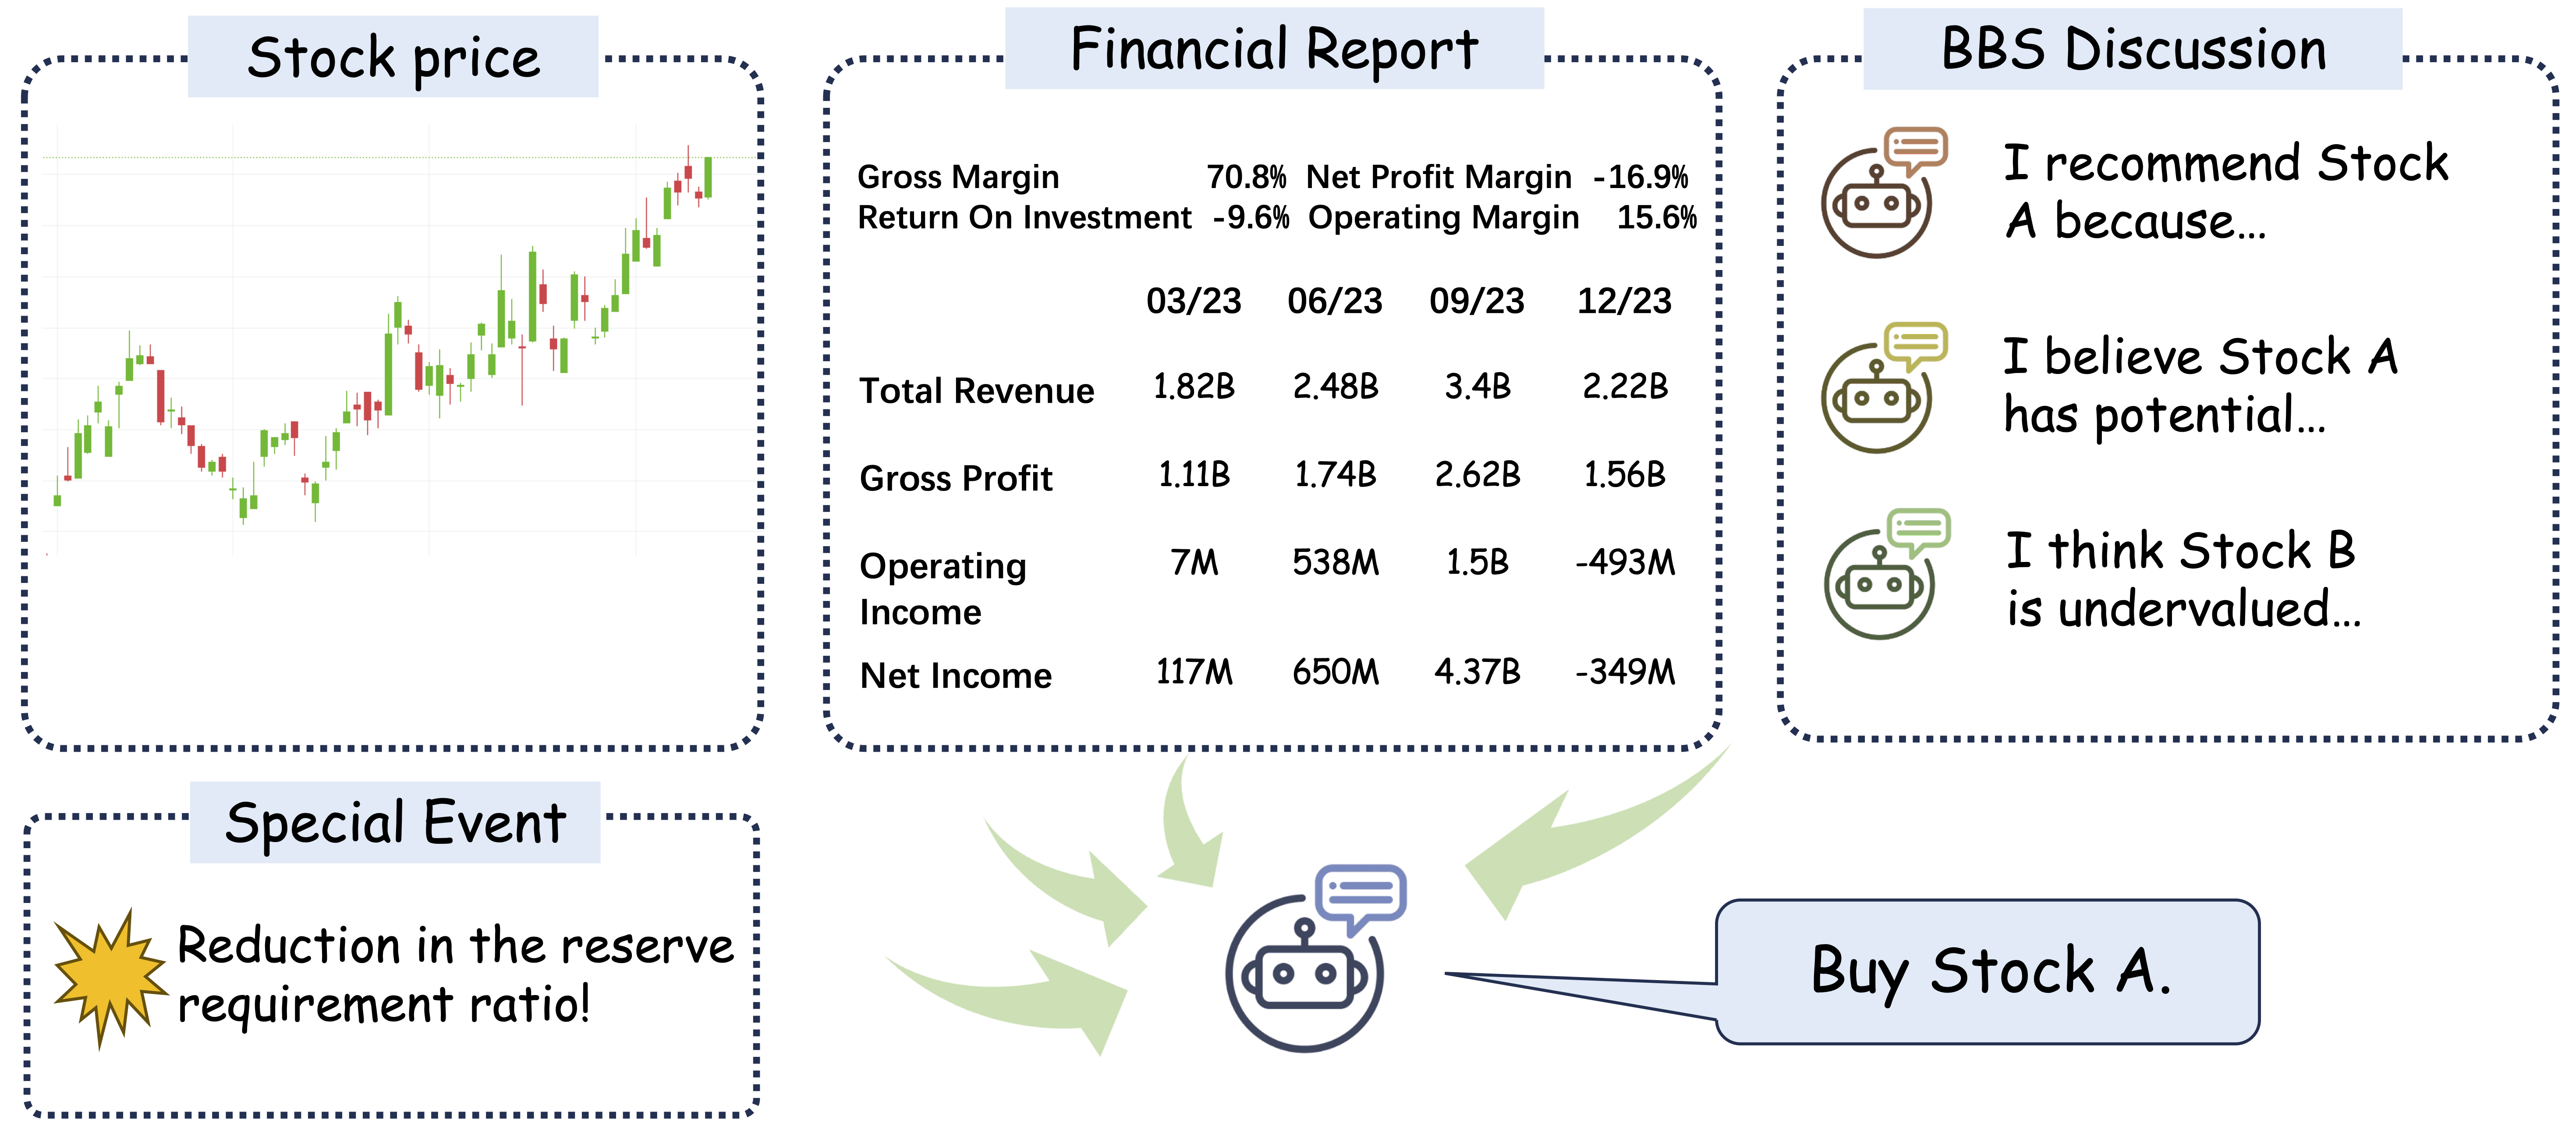 Stock price
Financial Report
Gross Margin 70.8% Net Profit Margin -16.9%
Return On Investment -9.6% Operating Margin 15.6%
03/23 06/23 09/23 12/23
Total Revenue 1.82B 2.48B 3.4B 2.22B
Gross Profit 1.11B 1.74B 2.62B 1.56B
Operating 7M 538M 1.5B -493M
Income
Net Income 117M 650M 4.37B -349M
BBS Discussion
I recommend Stock
A because...
I believe Stock A
has potential...
I think Stock B
is undervalued...
Special Event
Reduction in the reserve
requirement ratio!
Buy Stock A.